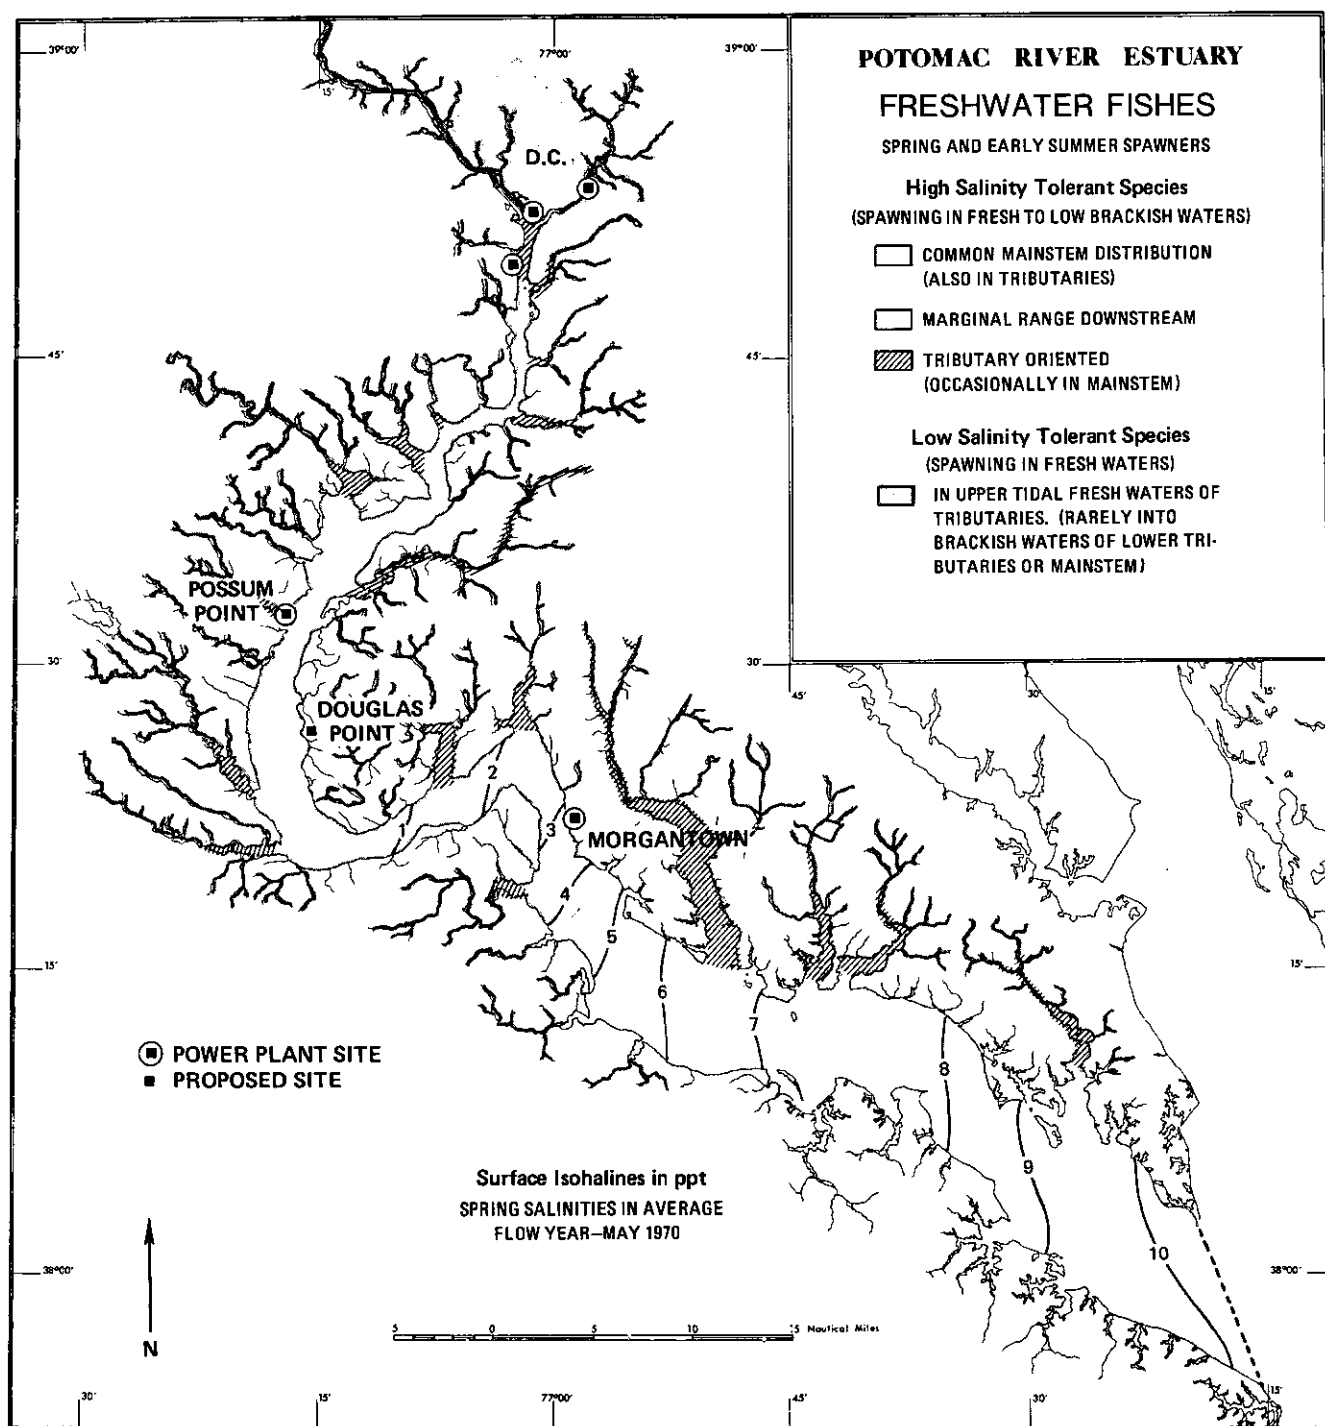 39°00'
77°00'
39°00'
15'
POTOMAC RIVER ESTUARY
FRESHWATER FISHES
SPRING AND EARLY SUMMER SPAWNERS
High Salinity Tolerant Species
(SPAWNING IN FRESH TO LOW BRACKISH WATERS)
COMMON MAINSTEM DISTRIBUTION
(ALSO IN TRIBUTARIES)
MARGINAL RANGE DOWNSTREAM
TRIBUTARY ORIENTED
(OCCASIONALLY IN MAINSTEM)
Low Salinity Tolerant Species
(SPAWNING IN FRESH WATERS)
IN UPPER TIDAL FRESH WATERS OF
TRIBUTARIES. (RARELY INTO
BRACKISH WATERS OF LOWER TRI-
BUTARIES OR MAINSTEM)
D.C.
45'
45'
POSSUM
POINT
30'
30'
45'
30'
15'
DOUGLAS
POINT
1
2
3
MORGANTOWN
4
5
6
7
8
9
10
15'
15'
POWER PLANT SITE
PROPOSED SITE
Surface Isohalines in ppt
SPRING SALINITIES IN AVERAGE
FLOW YEAR–MAY 1970
38°00'
38°00'
N
5
0
5
10
15 Nautical Miles
30'
15'
77°00'
45'
30'
15'